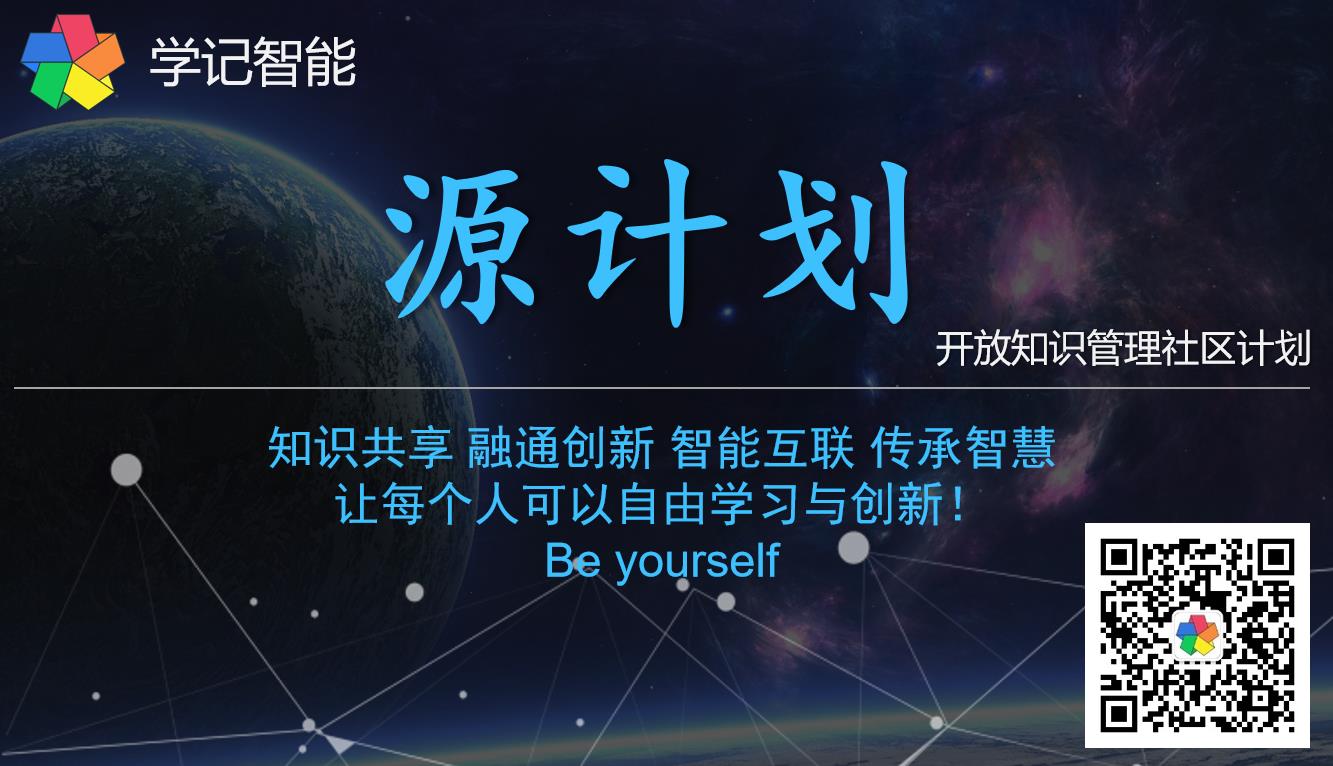 学记智能
源计划
开放知识管理社区计划
知识共享 融通创新 智能互联 传承智慧
让每个人可以自由学习与创新！
Be yourself